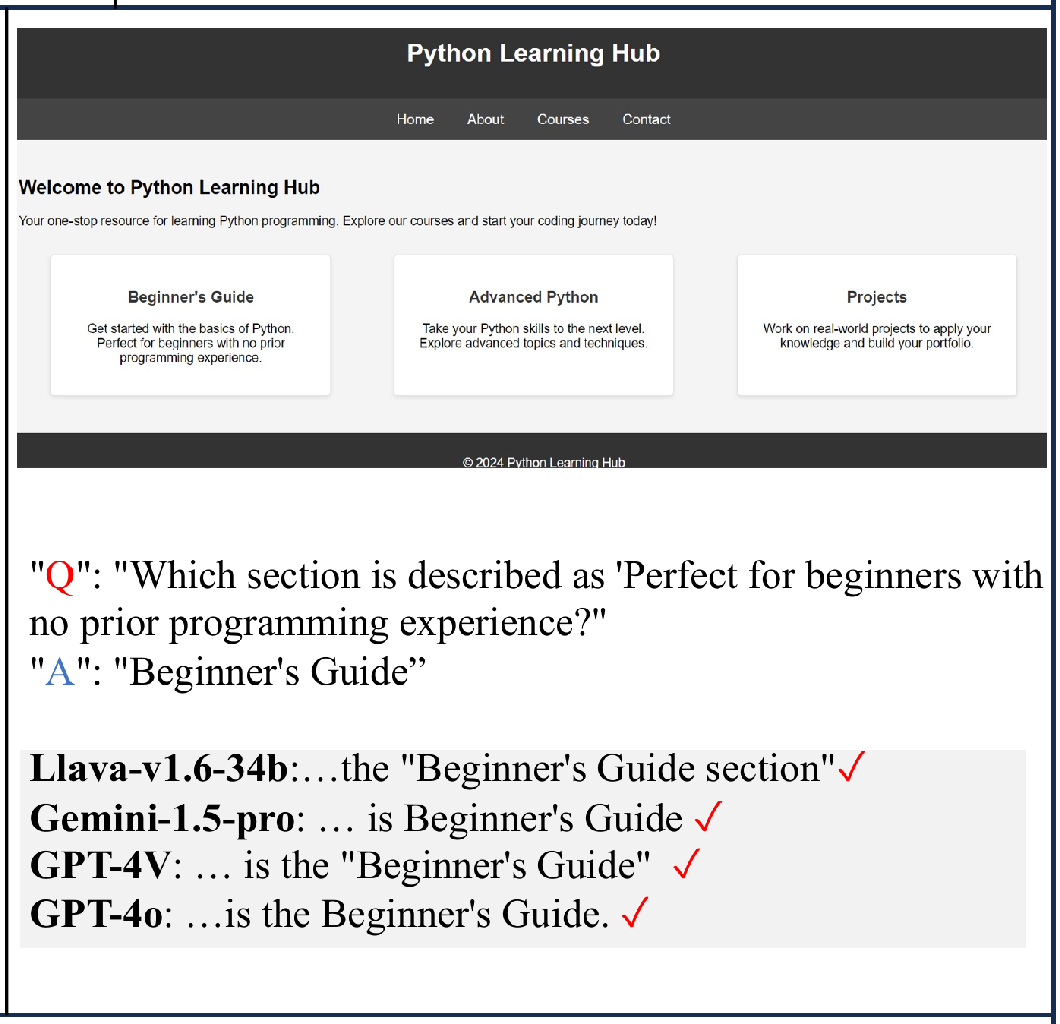 Python Learning Hub
Home About Courses Contact
Welcome to Python Learning Hub
Your one-stop resource for learning Python programming. Explore our courses and start your coding journey today!
Beginner's Guide
Get started with the basics of Python.
Perfect for beginners with no prior
programming experience.
Advanced Python
Take your Python skills to the next level.
Explore advanced topics and techniques.
Projects
Work on real-world projects to apply your
knowledge and build your portfolio.
© 2024 Python Learning Hub
"Q": "Which section is described as 'Perfect for beginners with
no prior programming experience?"
"A": "Beginner's Guide”
Llava-v1.6-34b:…the "Beginner's Guide section"✓
Gemini-1.5-pro: … is Beginner's Guide ✓
GPT-4V: … is the "Beginner's Guide" ✓
GPT-4o: …is the Beginner's Guide. ✓